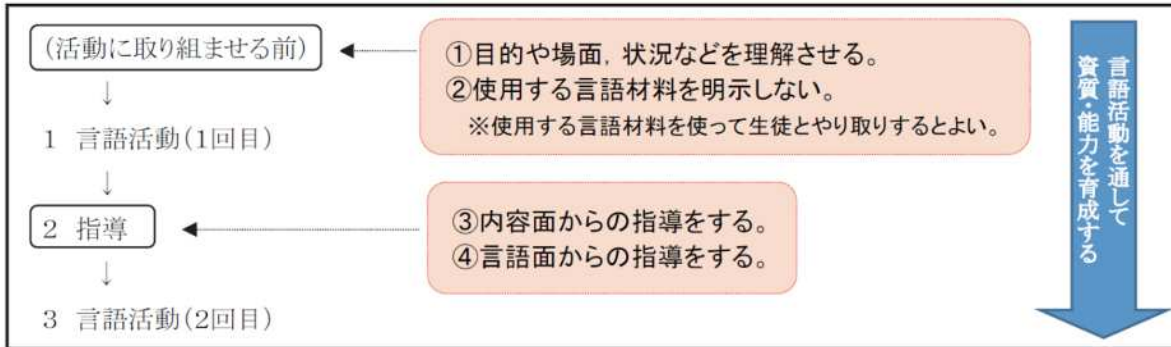 (活動に取り組ませる前)
↓
1 言語活動(1回目)
↓
2 指導
↓
3 言語活動(2回目)
①目的や場面，状況などを理解させる。
②使用する言語材料を明示しない。
※使用する言語材料を使って生徒とやり取りするとよい。
③内容面からの指導をする。
④言語面からの指導をする。
言語活動を通して
資質・能力を育成する